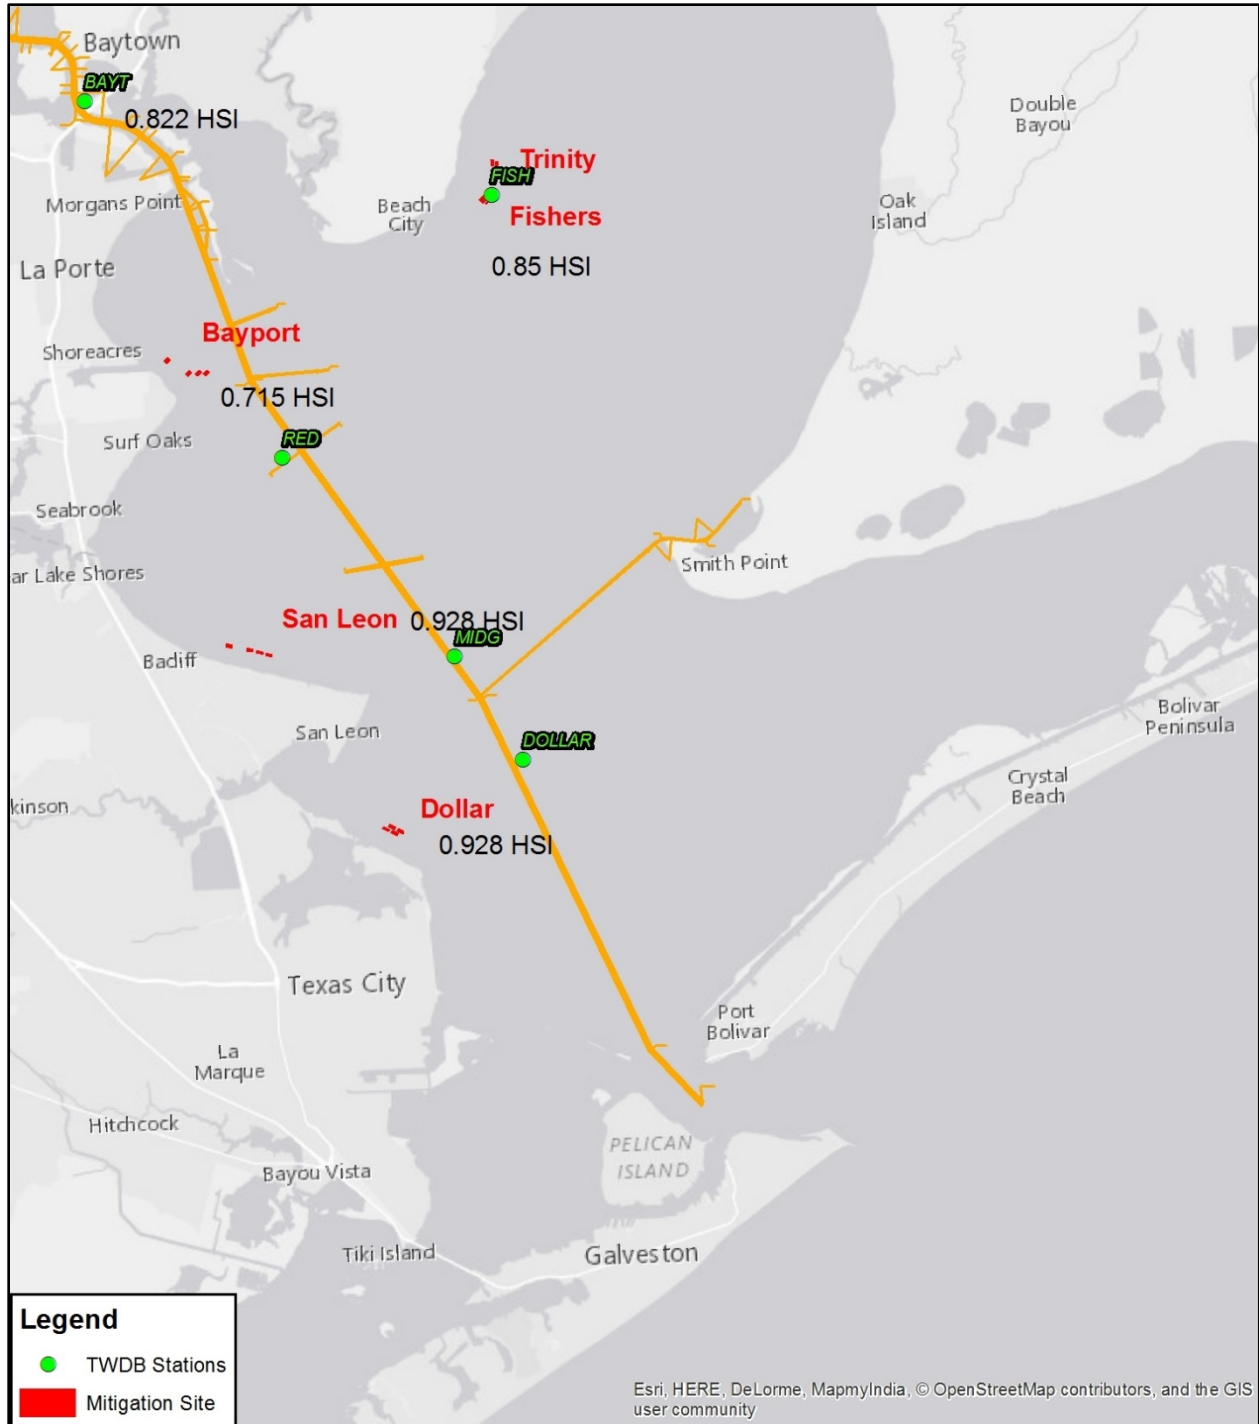 Baytown
BAYT
0.822 HSI
Double
Bayou
Trinity
FISH
Morgans Point
Beach
City
Fishers
Oak
Island
La Porte
0.85 HSI
Bayport
Shoreacres
0.715 HSI
Surf Oaks
RED
Seabrook
Smith Point
ar Lake Shores
San Leon
0.928 HSI
MIDG
Bacliff
Bolivar
Peninsula
San Leon
DOLLAR
Crystal
Beach
kinson
Dollar
0.928 HSI
Texas City
Port
Bolivar
La
Marque
Hitchcock
PELICAN
ISLAND
Bayou Vista
Tiki Island
Galveston
Legend
TWDB Stations
Mitigation Site
Esri, HERE, DeLorme, MapmyIndia, © OpenStreetMap contributors, and the GIS
user community